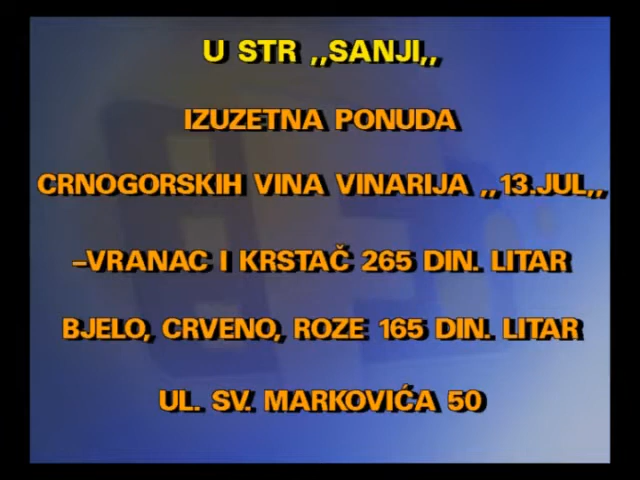 U STR ,,SANJI,,
IZUZETNA PONUDA
CRNOGORSKIH VINA VINARIJA ,,13.JUL,,
–VRANAC I KRSTAČ 265 DIN. LITAR
BJELO, CRVENO, ROZE 165 DIN. LITAR
UL. SV. MARKOVIĆA 50